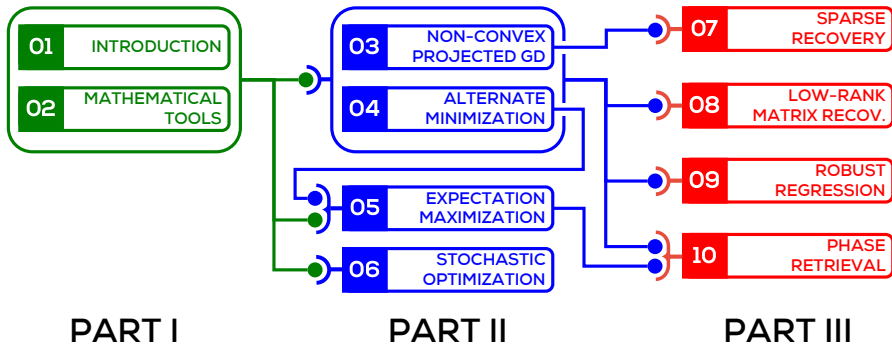 01 INTRODUCTION
02 MATHEMATICAL
TOOLS
03 NON-CONVEX
PROJECTED GD
04 ALTERNATE
MINIMIZATION
05 EXPECTATION
MAXIMIZATION
06 STOCHASTIC
OPTIMIZATION
07 SPARSE
RECOVERY
08 LOW-RANK
MATRIX RECOV.
09 ROBUST
REGRESSION
10 PHASE
RETRIEVAL
PART I
PART II
PART III